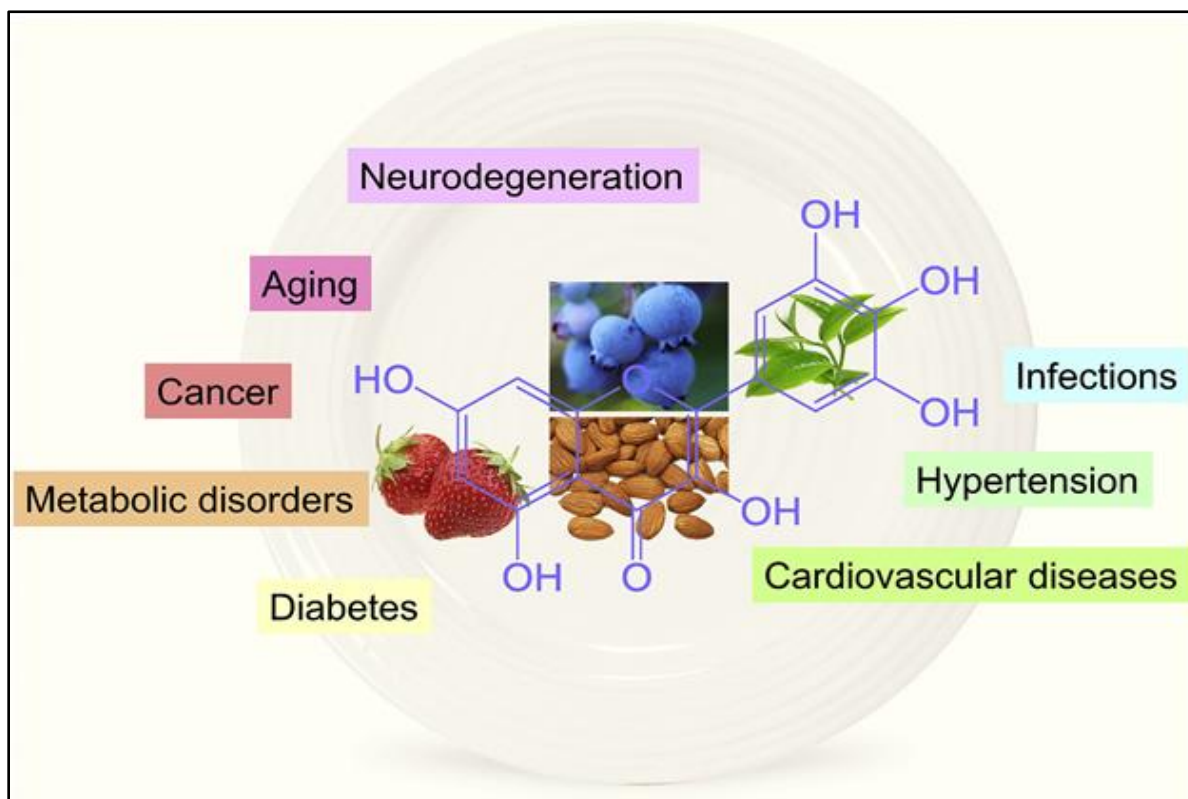 Neurodegeneration
OH
Aging
OH
HO
O
Infections
Cancer
OH
Metabolic disorders
Hypertension
OH
OH
O
Cardiovascular diseases
Diabetes